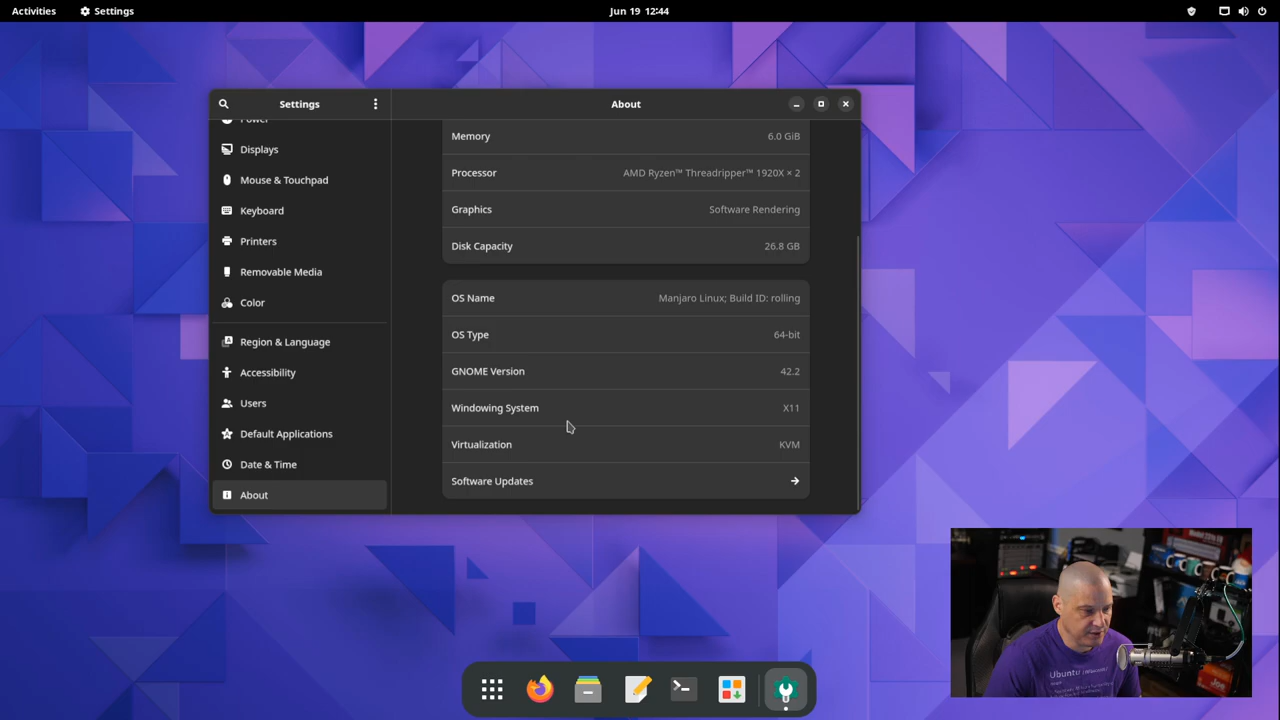 Activities
Settings
Jun 19 12:44
Settings
About
Power
Displays
Mouse & Touchpad
Keyboard
Printers
Removable Media
Color
Region & Language
Accessibility
Users
Default Applications
Date & Time
About
Memory 6.0 GiB
Processor AMD Ryzen™ Threadripper™ 1920X × 2
Graphics Software Rendering
Disk Capacity 26.8 GB
OS Name Manjaro Linux; Build ID: rolling
OS Type 64-bit
GNOME Version 42.2
Windowing System X11
Virtualization KVM
Software Updates
Ubuntu